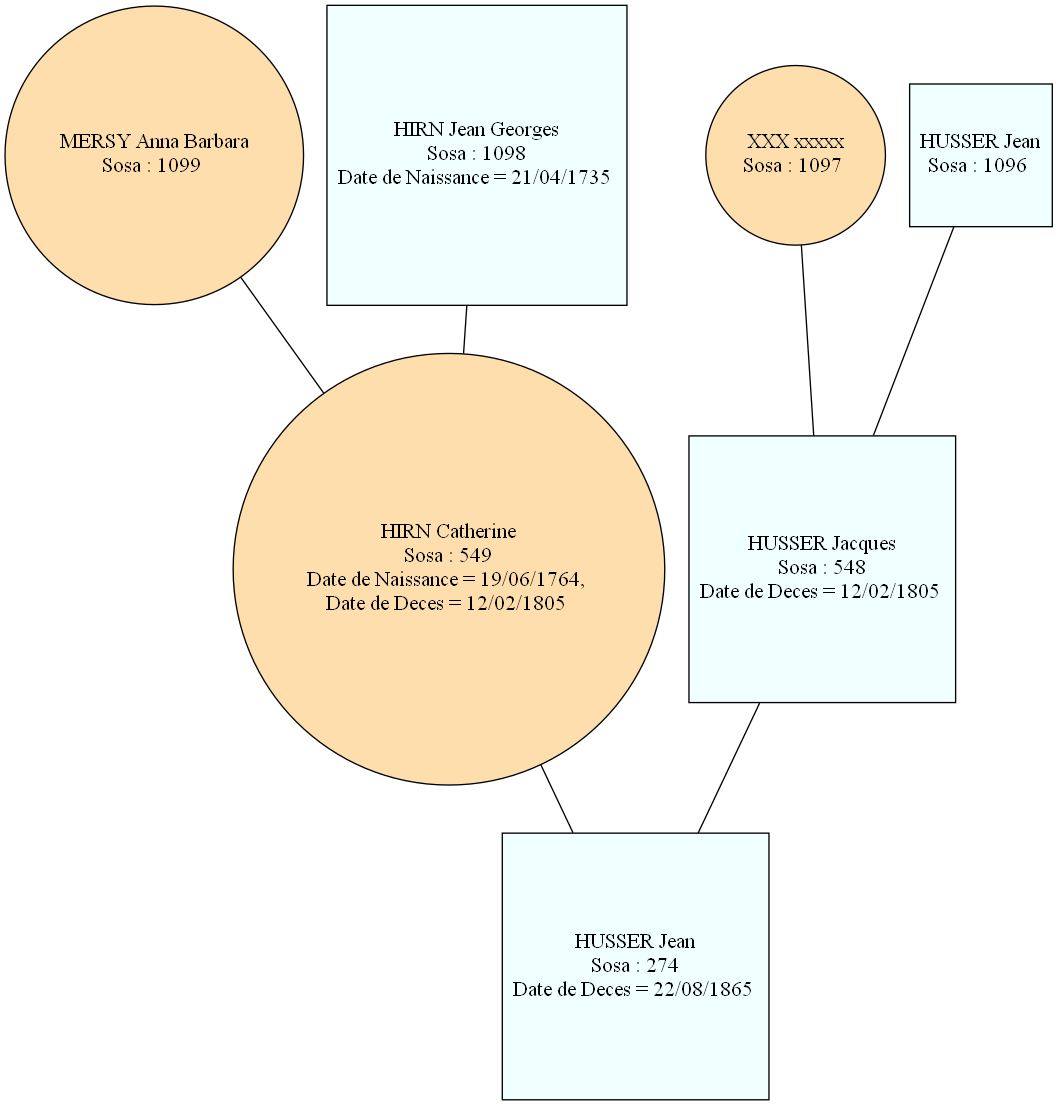 MERSY Anna Barbara
Sosa : 1099
HIRN Jean Georges
Sosa : 1098
Date de Naissance = 21/04/1735
XXX xxxxx
Sosa : 1097
HUSSER Jean
Sosa : 1096
HIRN Catherine
Sosa : 549
Date de Naissance = 19/06/1764,
Date de Deces = 12/02/1805
HUSSER Jacques
Sosa : 548
Date de Deces = 12/02/1805
HUSSER Jean
Sosa : 274
Date de Deces = 22/08/1865